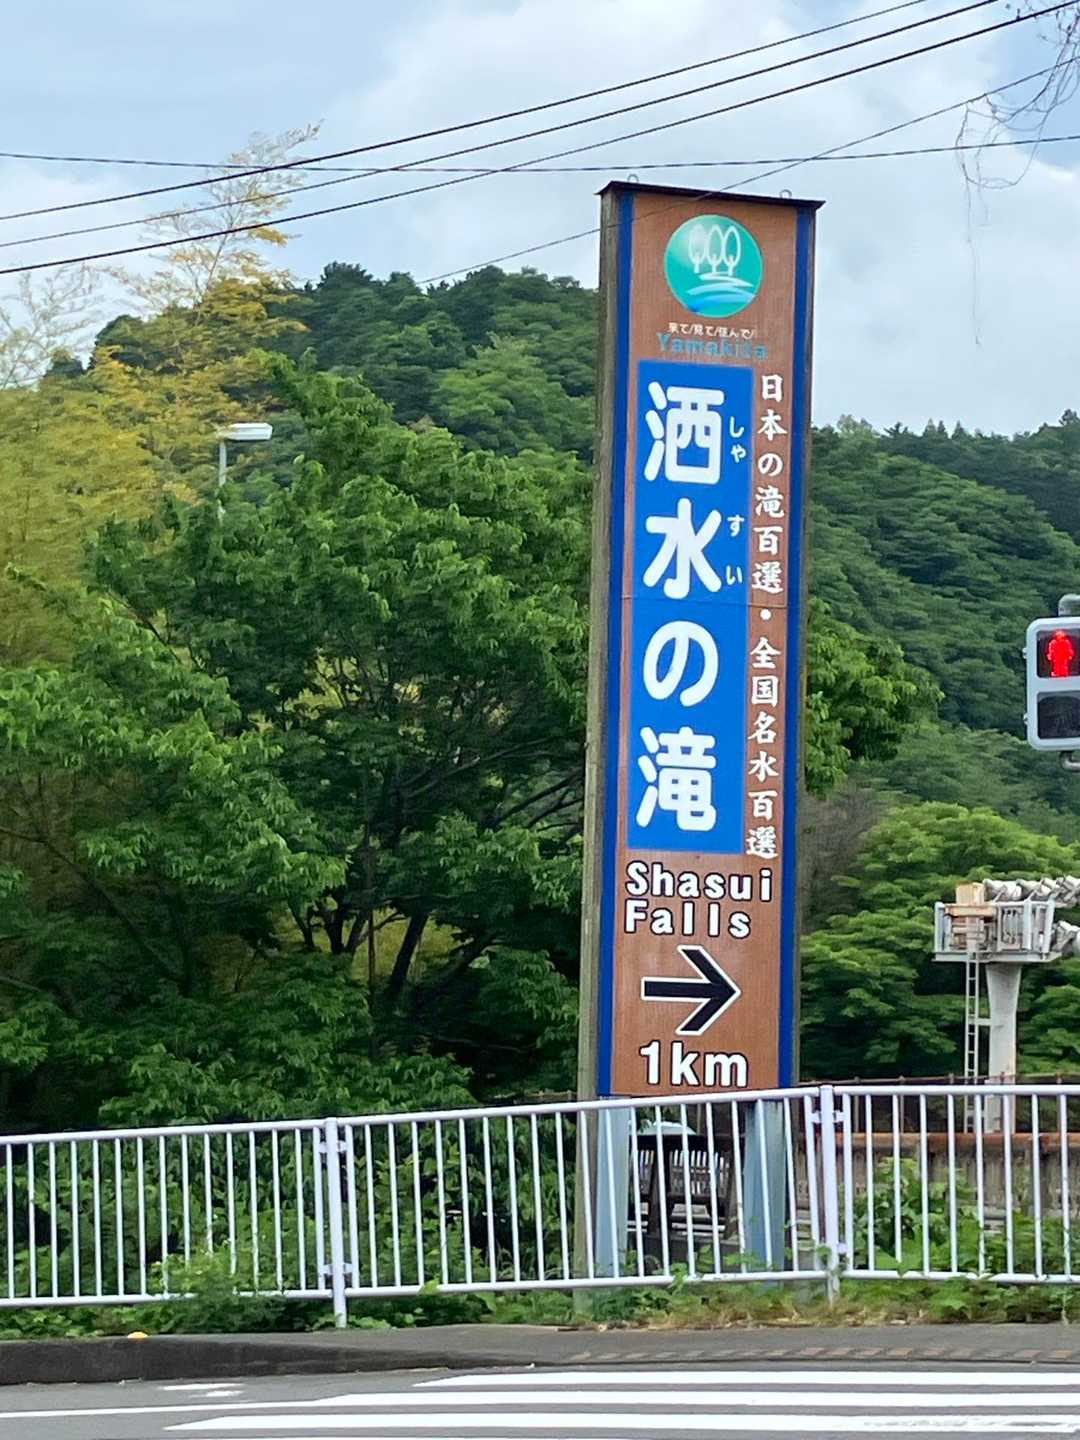 来て/見て/住んで/
Yamakita
日本の滝百選・全国名水百選
洒水の滝
しゃすい
Shasui
Falls
1km